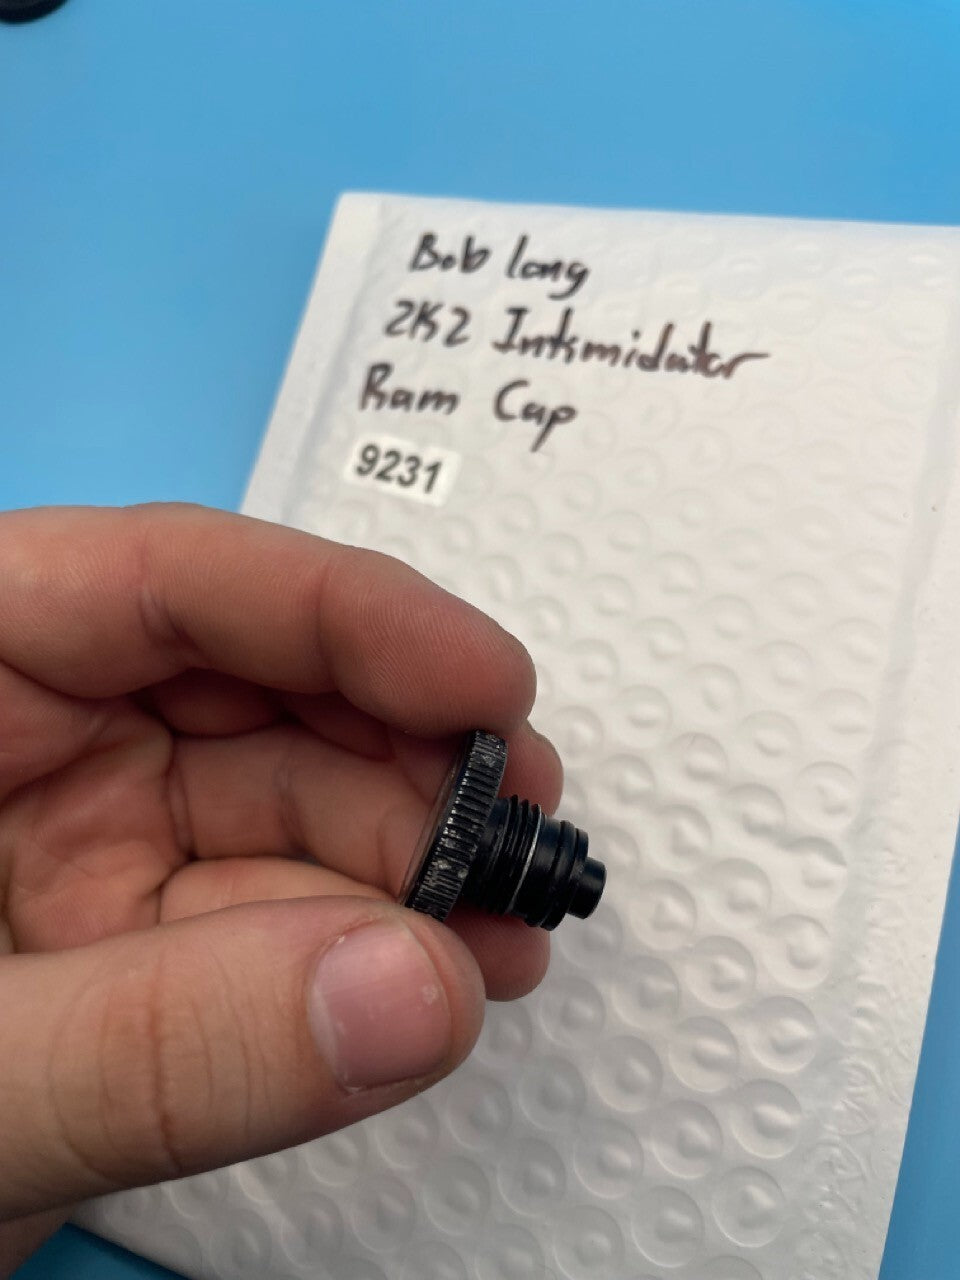 Bob long
2K2 Intimidator
Ram Cap
9231